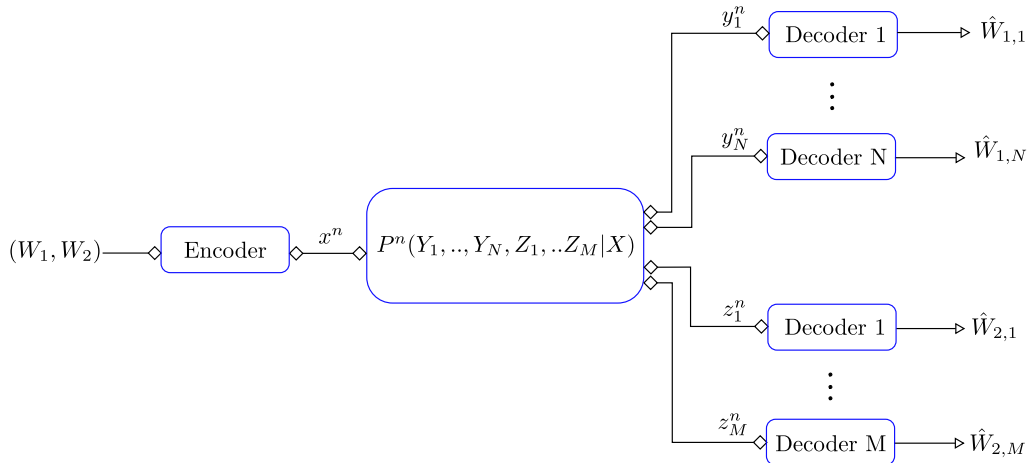 y_1^n
Decoder 1
Ŵ_{1,1}
⋮
y_N^n
Decoder N
Ŵ_{1,N}
(W_1, W_2)
Encoder
x^n
P^n(Y_1, .., Y_N, Z_1, ..Z_M|X)
z_1^n
Decoder 1
Ŵ_{2,1}
⋮
z_M^n
Decoder M
Ŵ_{2,M}